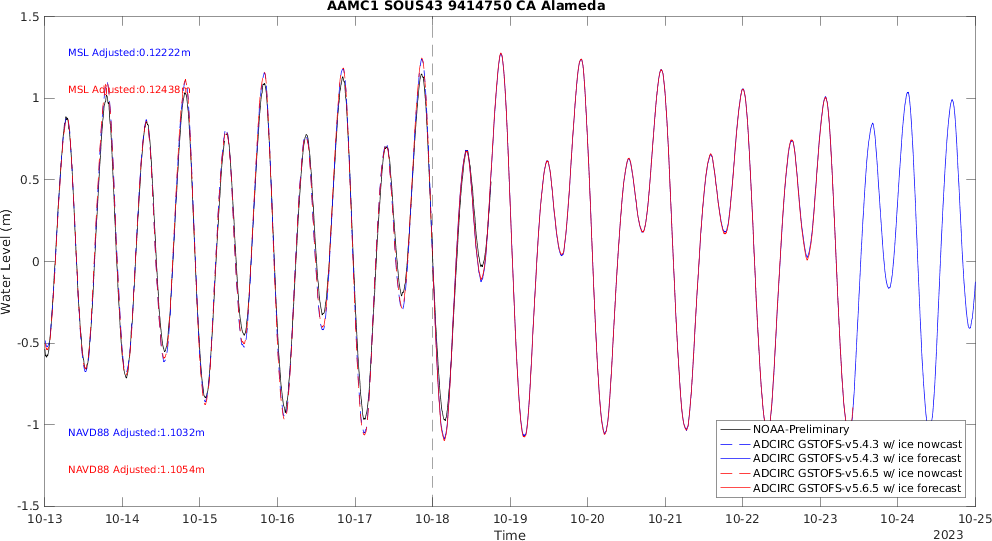 AAMC1 SOUS43 9414750 CA Alameda
1.5
MSL Adjusted:0.12222m
MSL Adjusted:0.12438m
1
0.5
0
-0.5
-1
-1.5
Water Level (m)
NAVD88 Adjusted:1.1032m
NAVD88 Adjusted:1.1054m
NOAA-Preliminary
ADCIRC GSTOFS-v5.4.3 w/ ice nowcast
ADCIRC GSTOFS-v5.4.3 w/ ice forecast
ADCIRC GSTOFS-v5.6.5 w/ ice nowcast
ADCIRC GSTOFS-v5.6.5 w/ ice forecast
10-13 10-14 10-15 10-16 10-17 10-18 10-19 10-20 10-21 10-22 10-23 10-24 10-25
Time
2023